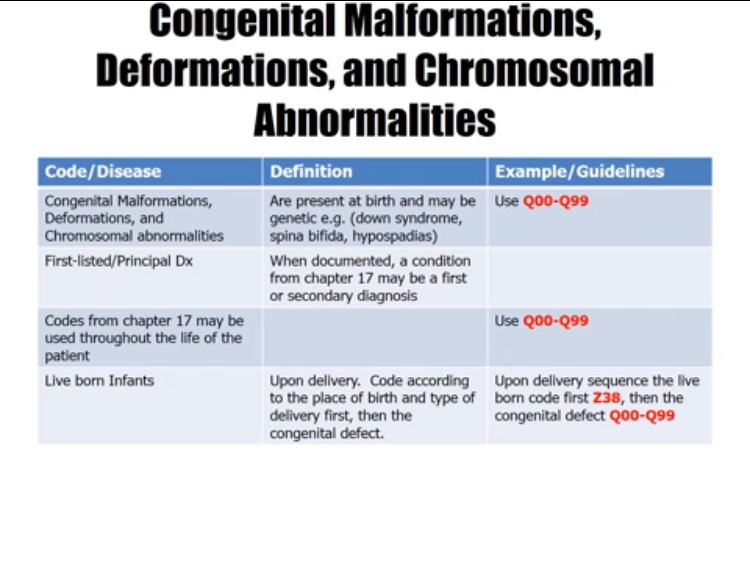 Congenital Malformations,
Deformations, and Chromosomal
Abnormalities
Code/Disease Definition Example/Guidelines
Congenital Malformations,
Deformations, and
Chromosomal abnormalities
Are present at birth and may be
genetic e.g. (down syndrome,
spina bifida, hypospadias)
Use Q00-Q99
First-listed/Principal Dx
When documented, a condition
from chapter 17 may be a first
or secondary diagnosis
Codes from chapter 17 may be
used throughout the life of the
patient
Use Q00-Q99
Live born Infants
Upon delivery. Code according
to the place of birth and type of
delivery first, then the
congenital defect.
Upon delivery sequence the live
born code first Z38, then the
congenital defect Q00-Q99